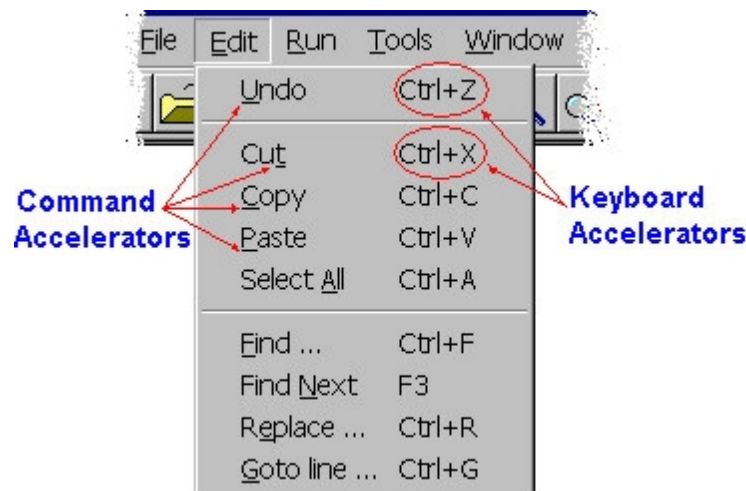 File Edit Run Tools Window
Undo Ctrl+Z
Cut Ctrl+X
Copy Ctrl+C
Paste Ctrl+V
Select All Ctrl+A
Find ... Ctrl+F
Find Next F3
Replace ... Ctrl+R
Goto line ... Ctrl+G
Command
Accelerators
Keyboard
Accelerators